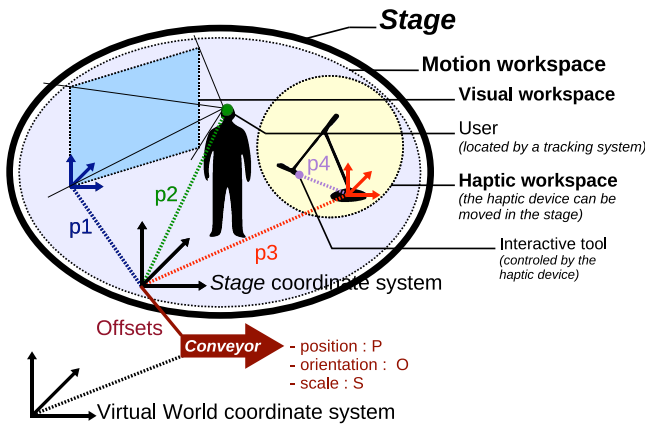 Stage
Motion workspace
Visual workspace
User
(located by a tracking system)
p4
p2
Haptic workspace
(the haptic device can be
moved in the stage)
p1
p3
Interactive tool
(controled by the
haptic device)
Stage coordinate system
Offsets
Conveyor
- position : P
- orientation : O
- scale : S
Virtual World coordinate system